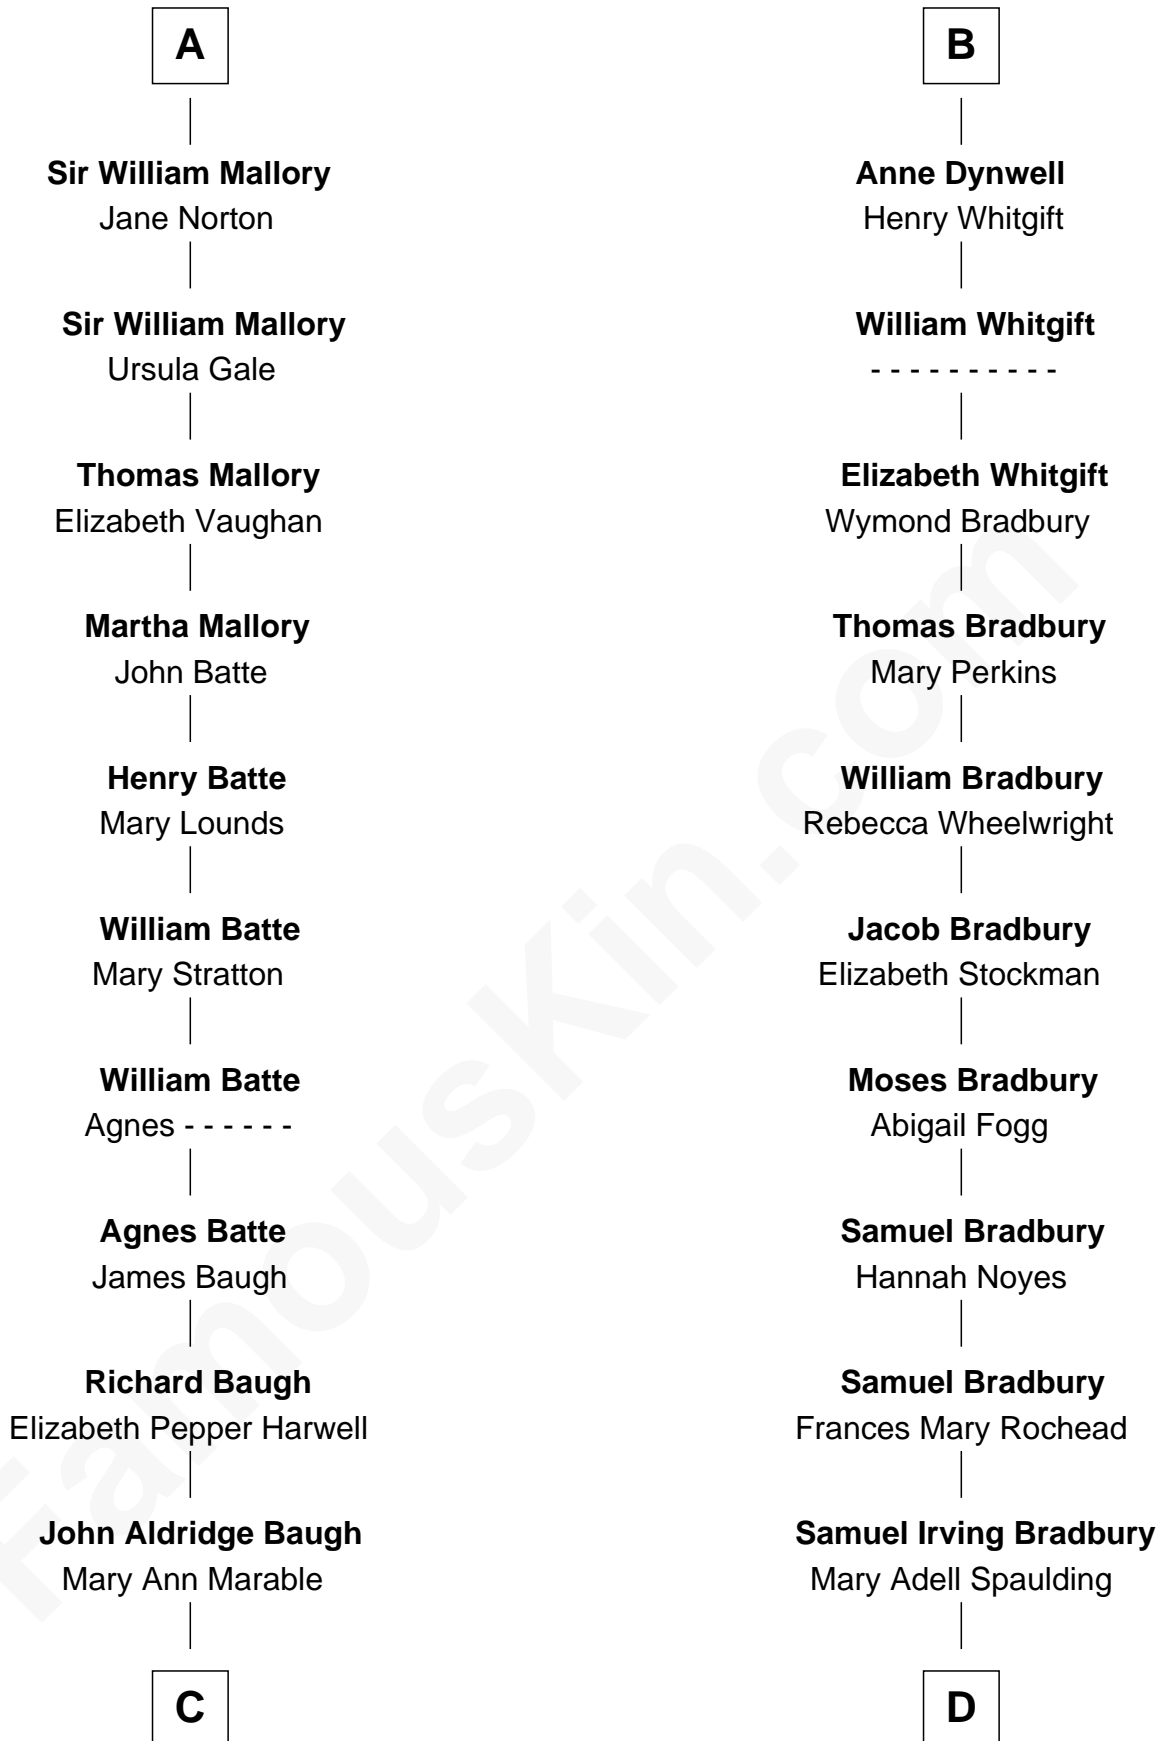 A
Sir William Mallory
Jane Norton
Sir William Mallory
Ursula Gale
Thomas Mallory
Elizabeth Vaughan
Martha Mallory
John Batte
Henry Batte
Mary Lounds
William Batte
Mary Stratton
William Batte
Agnes - - - - - -
Agnes Batte
James Baugh
Richard Baugh
Elizabeth Pepper Harwell
John Aldridge Baugh
Mary Ann Marable
C
B
Anne Dynwell
Henry Whitgift
William Whitgift
- - - - - - - - - -
Elizabeth Whitgift
Wymond Bradbury
Thomas Bradbury
Mary Perkins
William Bradbury
Rebecca Wheelwright
Jacob Bradbury
Elizabeth Stockman
Moses Bradbury
Abigail Fogg
Samuel Bradbury
Hannah Noyes
Samuel Bradbury
Frances Mary Rochead
Samuel Irving Bradbury
Mary Adell Spaulding
D
FamousKin.com